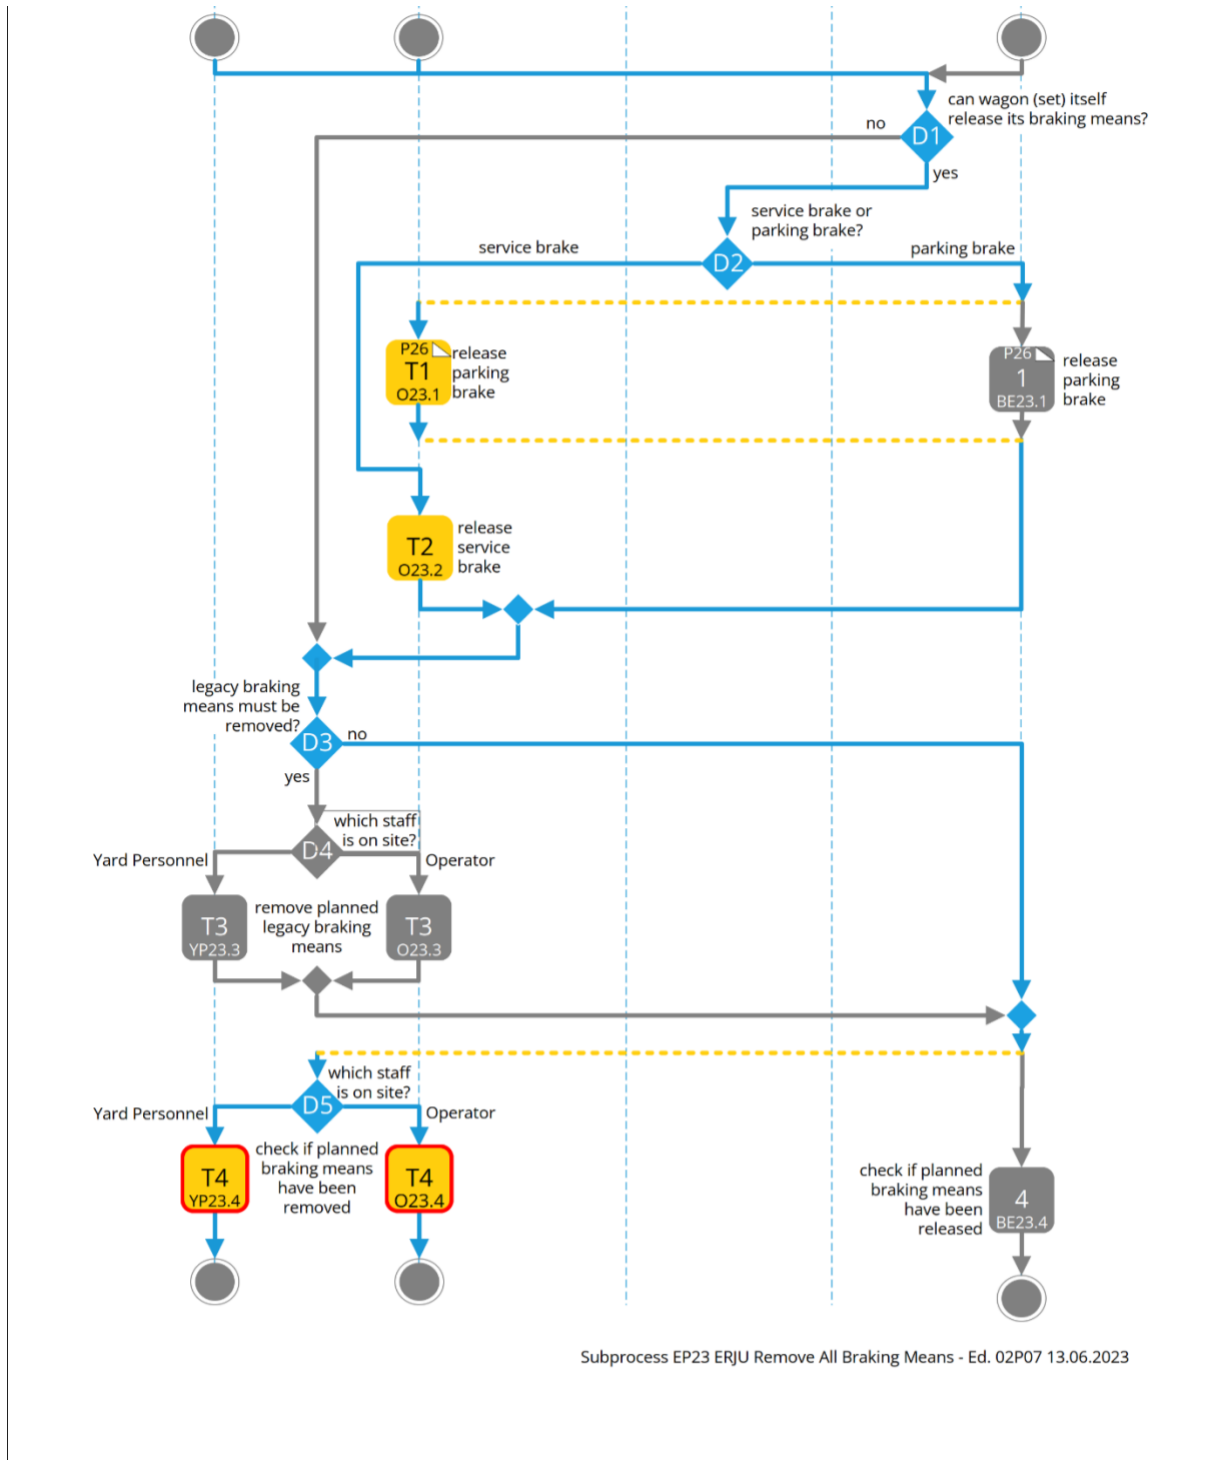 can wagon (set) itself
release its braking means?
no
D1
yes
service brake or
parking brake?
service brake
D2
parking brake
P26
T1
O23.1
release
parking
brake
P26
1
BE23.1
release
parking
brake
T2
O23.2
release
service
brake
legacy braking
means must be
removed?
D3
no
yes
which staff
is on site?
D4
Yard Personnel
Operator
T3
YP23.3
remove planned
legacy braking
means
T3
O23.3
which staff
is on site?
D5
Yard Personnel
Operator
T4
YP23.4
check if planned
braking means
have been
removed
T4
O23.4
check if planned
braking means
have been
released
4
BE23.4
Subprocess EP23 ERJU Remove All Braking Means - Ed. 02P07 13.06.2023